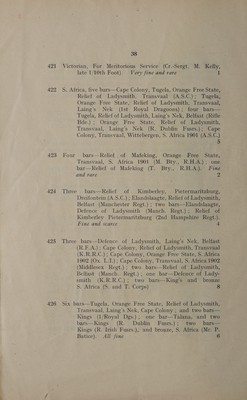 38
421 Victorian, For Meritorious Service (Cr.-Sergt. M. Kelly,
late 1/10th Foot). Very fine and rare 1
422 S. Africa, five bars—Cape Colony, Tugela, Orange Free State,
Relief of Ladysmith, Transvaal (A.S.C.); Tugela,
Orange Free State, Relief of Ladysmith, Transvaal,
Laing's Nek (1st Royal Dragoons); four bars—
Tugela, Relief of Ladysmith, Laing's Nek, Belfast (Rifle
Bde.); Orange Free State, Relief of Ladysmith,
Transvaal, Laing's Nek (R. Dublin Fusrs.); Cape
Colony, Transvaal, Wittebergen, S. Africa 1901 (A.S.C.)
5
423 Four bars—Relief of Mafeking, Orange Free State,
Transvaal, S. Africa 1901 (M. Bty., R.H.A.); one
bar—Relief of Mafeking (T. Bty., R.H.A.). Fine
and rare 2
424 Three bars—Relief of Kimberley, Pietermaritzburg,
Dreifontein (A.S.C.); Elandslaagte, Relief of Ladysmith,
Belfast (Manchester Regt.); two bars—Elandslaagte,
Defence of Ladysmith (Manch. Regt.); Relief of
Kimberley Pietermaritzburg (2nd Hampshire Regt.).
Fine and scarce 4
425 Three bars—Defence of Ladysmith, Laing's Nek, Belfast
(R.F.A.); Cape Colony, Relief of Ladysmith, Transvaal
(K.R.R.C.); Cape Colony, Orange Free State, S. Africa
1902 (Ox. L.I.); Cape Colony, Transvaal, S. Africa 1902
(Middlesex Regt.); two bars—Relief of Ladysmith,
Belfast (Manch. Regt.); one bar—Defence of Lady-
smith (K.R.R.C.); two bars—King's and bronze
S. Africa (S. and T. Corps) 8
426 Six bars—Tugela, Orange Free State, Relief of Ladysmith,
Transvaal, Laing's Nek, Cape Colony; and two bars—
Kings (1/Royal Dgs.); one bar—Talana, and two
bars—Kings (R. Dublin Fusrs.); two bars—
Kings (R. Irish Fusrs.), and bronze, S. Africa (Mr. P.
Battee). All fine 6